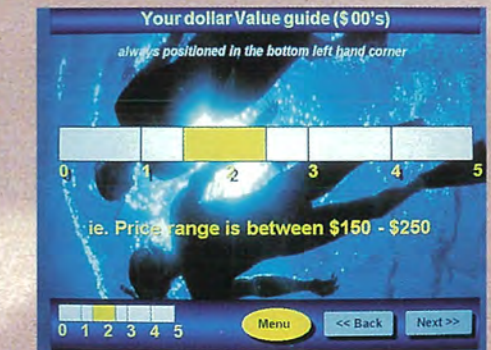 Your dollar Value guide ($ 00's)
always positioned in the bottom left hand corner
0 1 2 3 4 5
ie. Price range is between $150 - $250
0 1 2 3 4 5
Menu << Back Next >>